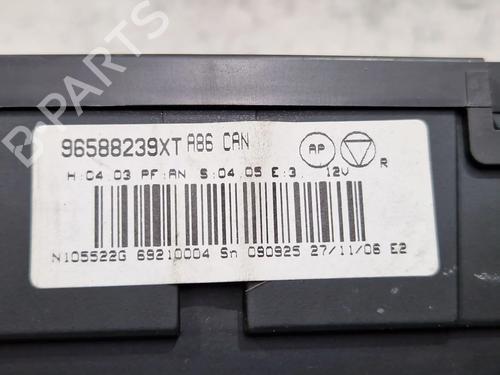 B-PARTS
96588239XT A86 CAN
AP
R
H:04.03 PF:AN S:04.05 E:3. 12V
N105522G 69210004 Sn 090925 27/11/06 E2